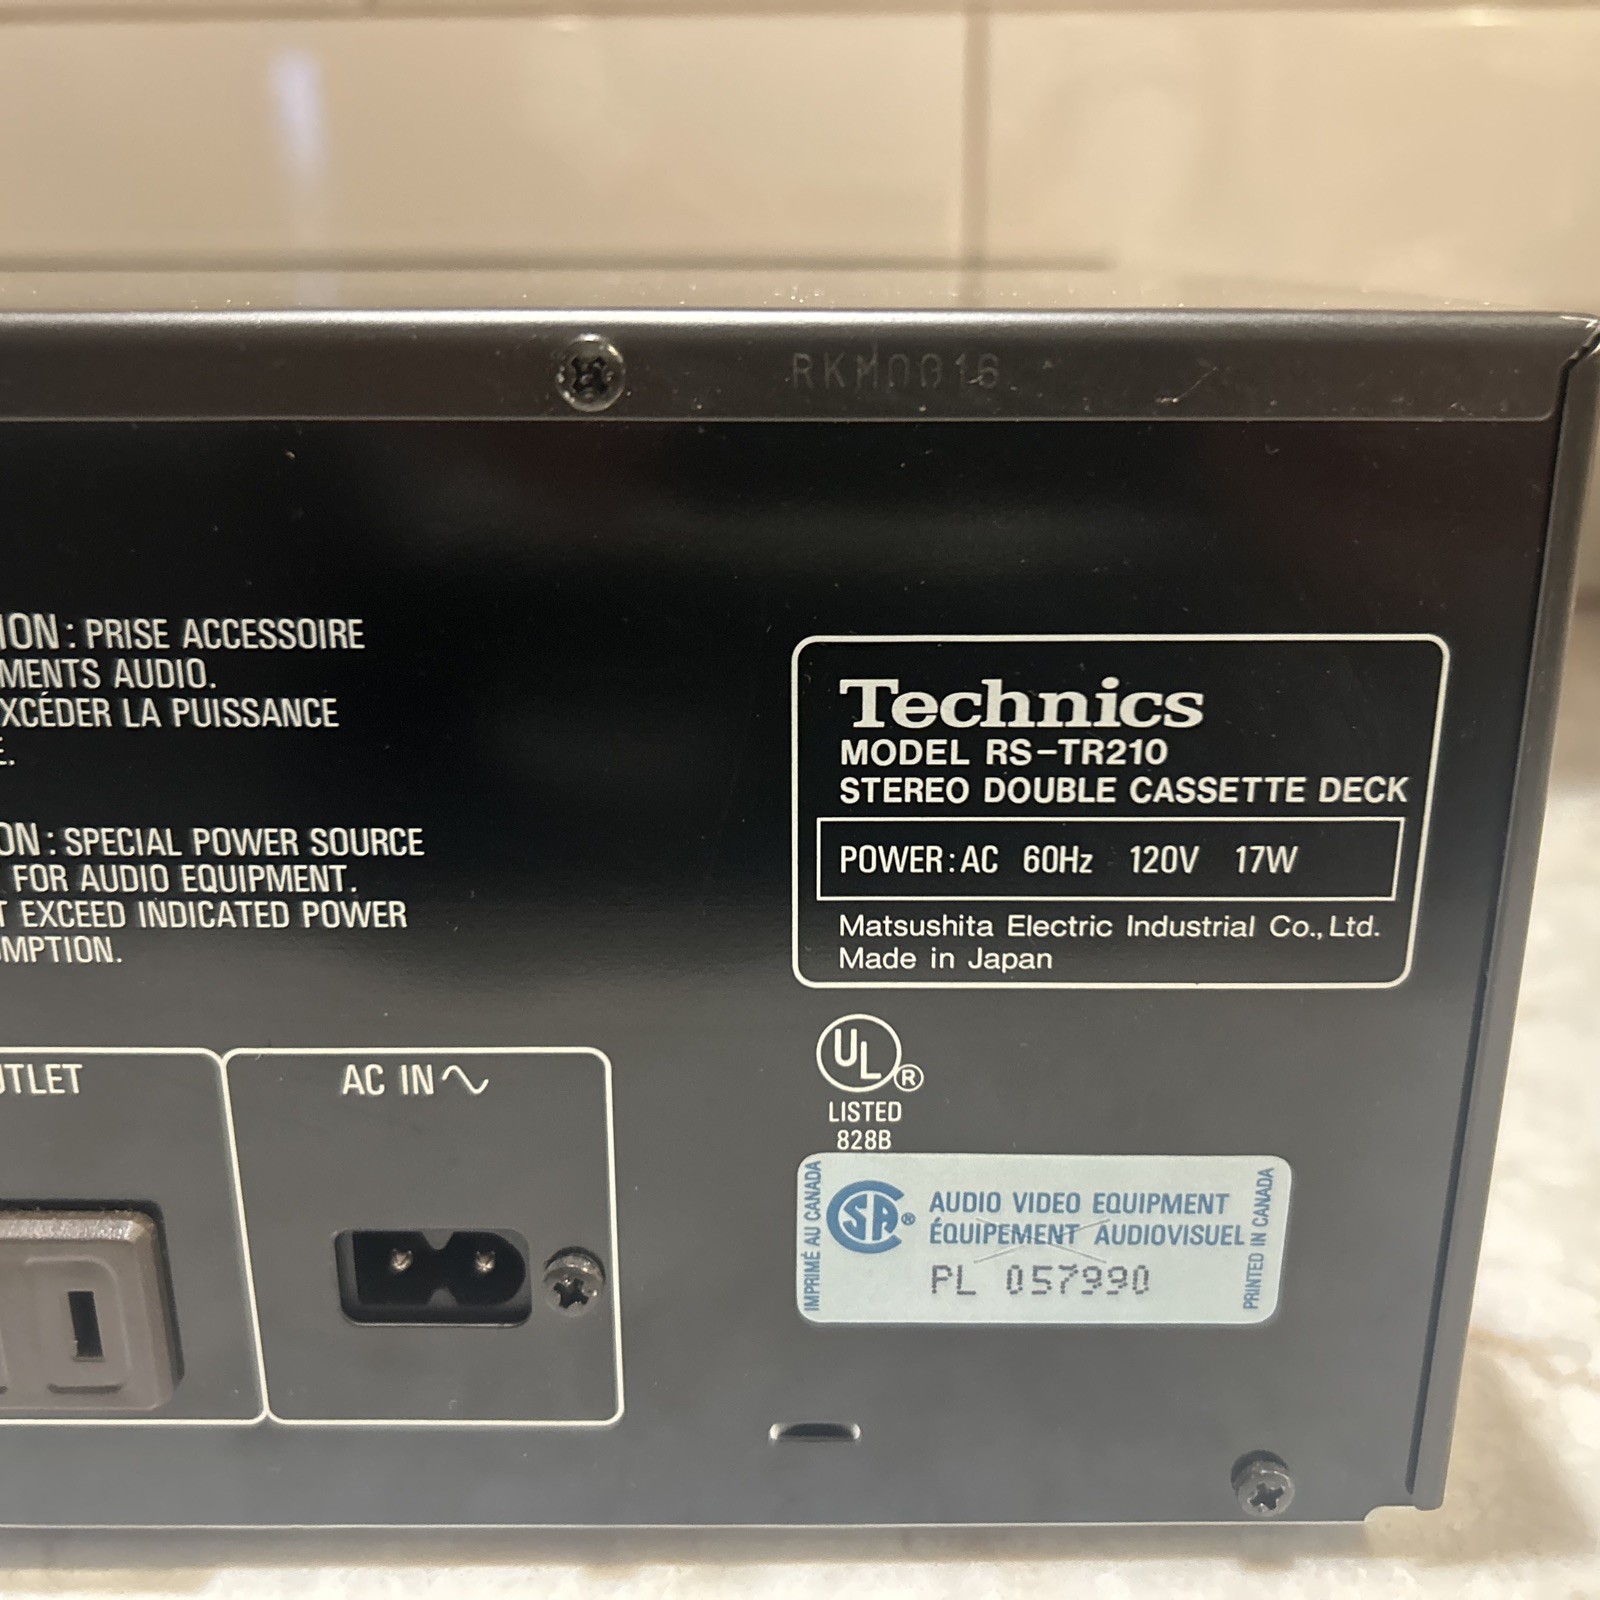 RKM0016
ION: PRISE ACCESSOIRE
MENTS AUDIO.
XCÉDER LA PUISSANCE
E.
ON: SPECIAL POWER SOURCE
FOR AUDIO EQUIPMENT.
T EXCEED INDICATED POWER
MPTION.
Technics
MODEL RS-TR210
STEREO DOUBLE CASSETTE DECK
POWER: AC 60Hz 120V 17W
Matsushita Electric Industrial Co., Ltd.
Made in Japan
UTLET
AC IN
UL ®
LISTED
828B
IMPRIMÉ AU CANADA
SA ®
AUDIO VIDEO EQUIPMENT
ÉQUIPEMENT AUDIOVISUEL
PL 057990
PRINTED IN CANADA